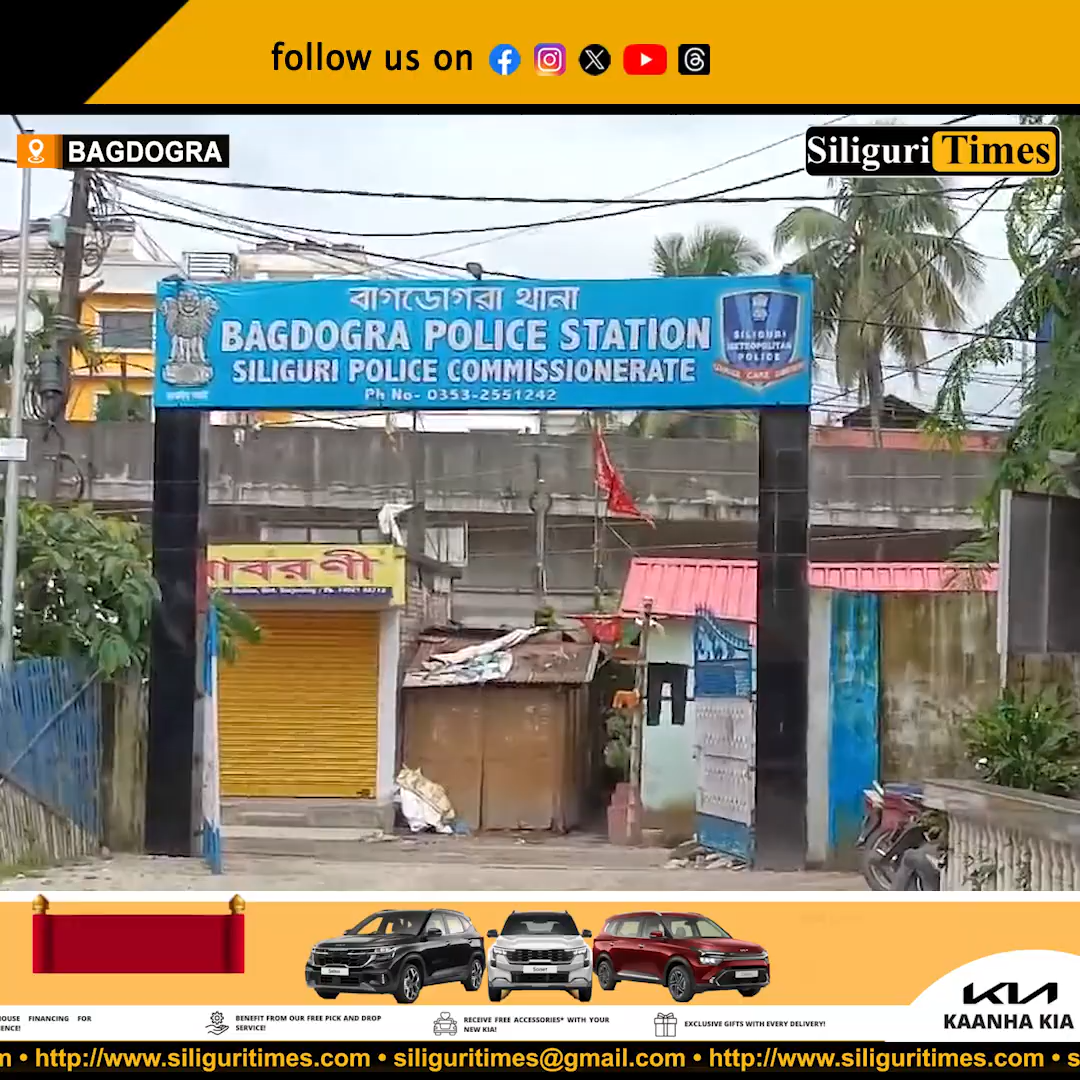 follow us on
BAGDOGRA
Siliguri Times
বাগডোগরা থানা
BAGDOGRA POLICE STATION
SILIGURI POLICE COMMISSIONERATE
Ph No- 0353-2551242
SILIGURI
METROPOLITAN
POLICE
াবরণী
HOUSE FINANCING FOR
BENEFIT FROM OUR FREE PICK AND DROP
SERVICE!
RECEIVE FREE ACCESSORIES* WITH YOUR
NEW KIA!
EXCLUSIVE GIFTS WITH EVERY DELIVERY!
KIA
KAANHA KIA
m • http://www.siliguritimes.com • siliguritimes@gmail.com • http://www.siliguritimes.com • s